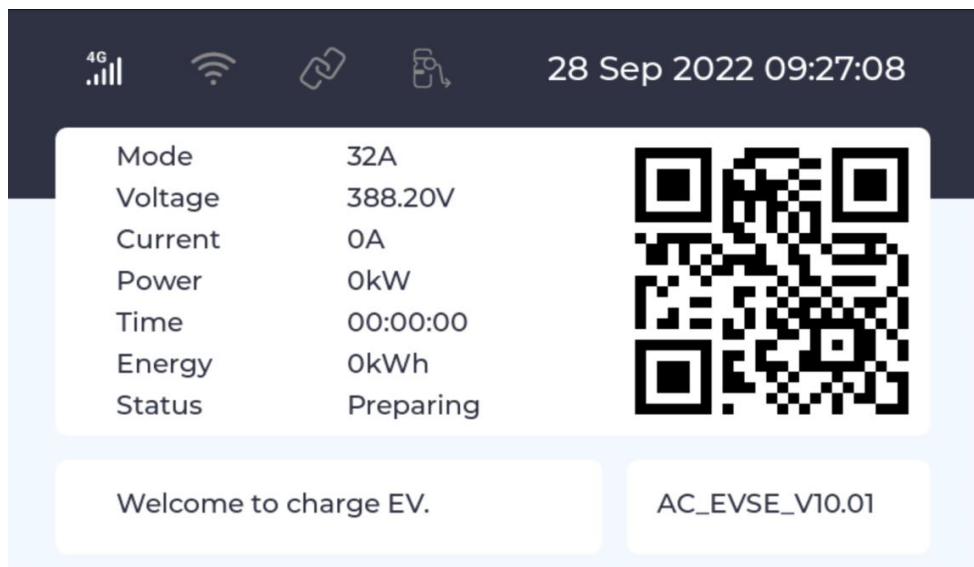 4G
28 Sep 2022 09:27:08
Mode 32A
Voltage 388.20V
Current 0A
Power 0kW
Time 00:00:00
Energy 0kWh
Status Preparing
Welcome to charge EV.
AC_EVSE_V10.01